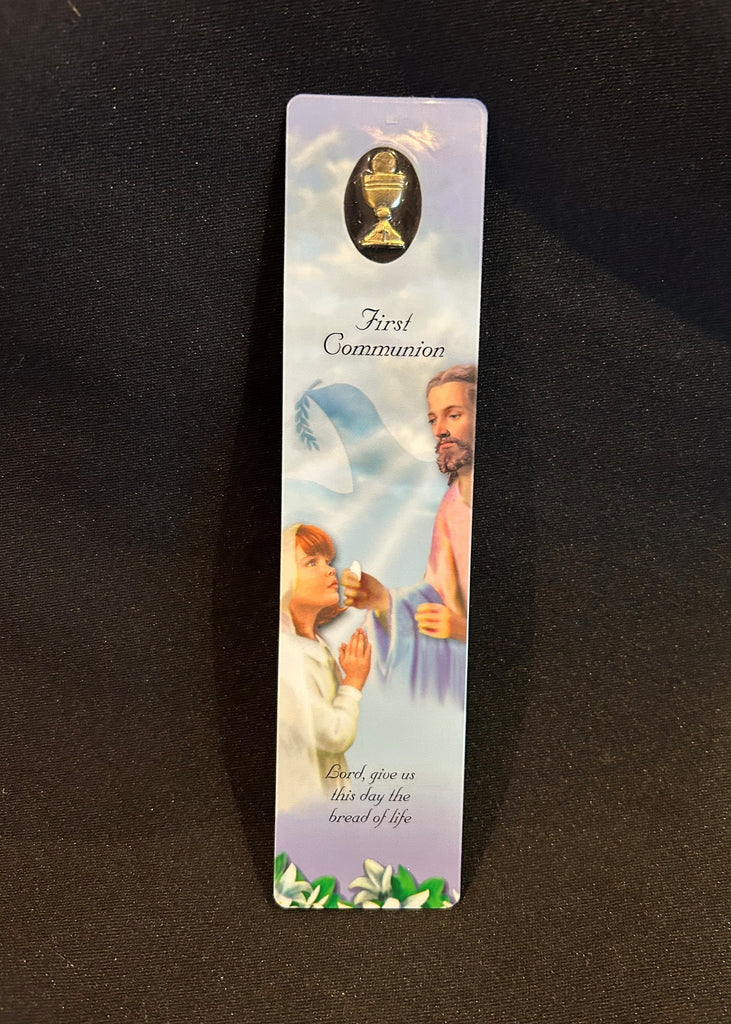 First
Communion
Lord, give us
this day the
bread of life